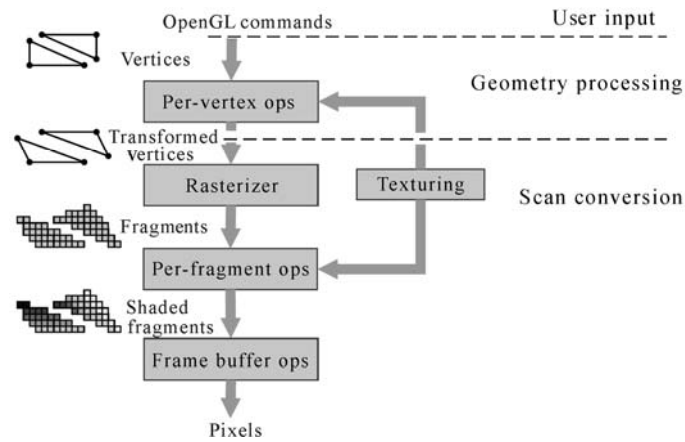 OpenGL commands
User input
Vertices
Geometry processing
Per-vertex ops
Transformed
vertices
Rasterizer
Texturing
Scan conversion
Fragments
Per-fragment ops
Shaded
fragments
Frame buffer ops
Pixels